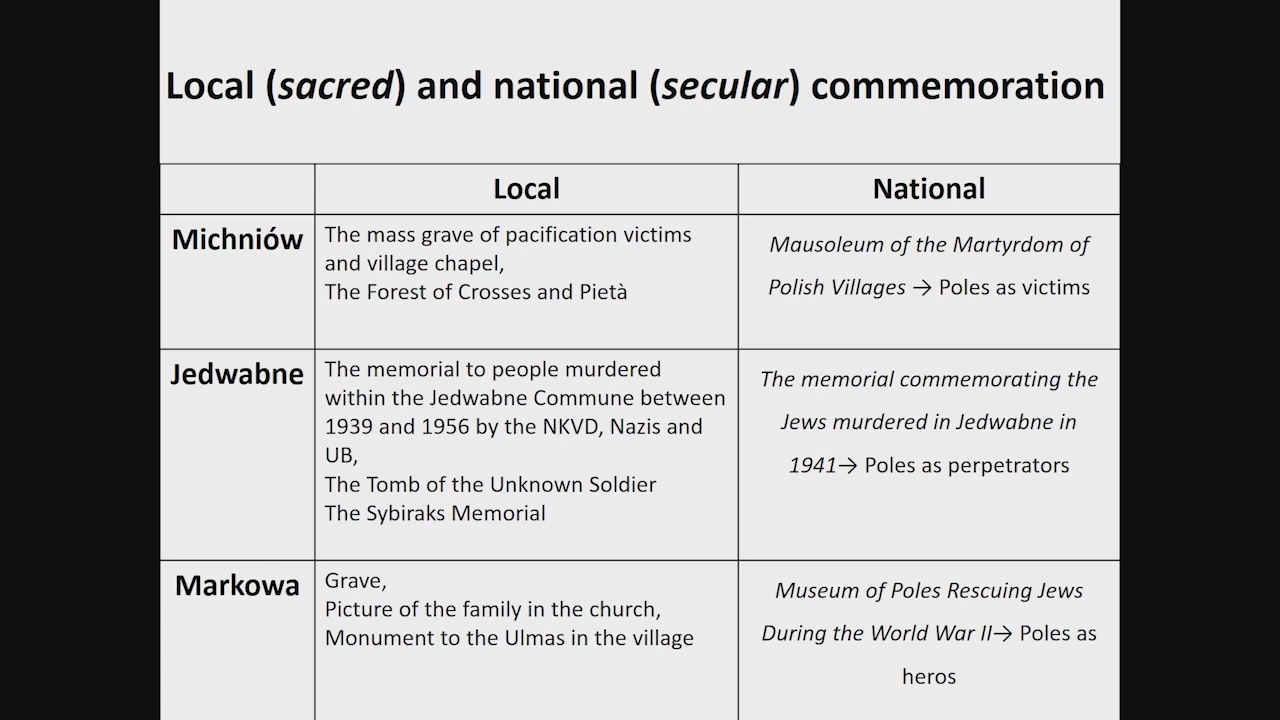 Local (sacred) and national (secular) commemoration
Local
National
Michniów
The mass grave of pacification victims
and village chapel,
The Forest of Crosses and Pietà
Mausoleum of the Martyrdom of
Polish Villages → Poles as victims
Jedwabne
The memorial to people murdered
within the Jedwabne Commune between
1939 and 1956 by the NKVD, Nazis and
UB,
The Tomb of the Unknown Soldier
The Sybiraks Memorial
The memorial commemorating the
Jews murdered in Jedwabne in
1941→ Poles as perpetrators
Markowa
Grave,
Picture of the family in the church,
Monument to the Ulmas in the village
Museum of Poles Rescuing Jews
During the World War II→ Poles as
heros